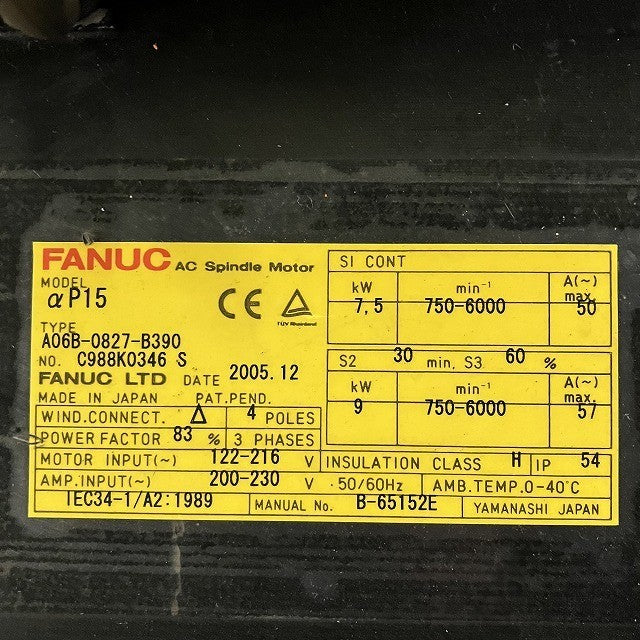 FANUC AC Spindle Motor
MODEL
αP15
TYPE
A06B-0827-B390
NO. C988K0346 S
FANUC LTD DATE 2005.12
MADE IN JAPAN PAT.PEND.
CE TÜV Rheinland
WIND.CONNECT. Δ 4 POLES
POWER FACTOR 83 % 3 PHASES
S1 CONT
kW min⁻¹ A(~) max.
7,5 750-6000 50
S2 30 min, S3 60 %
kW min⁻¹ A(~) max.
9 750-6000 57
MOTOR INPUT(~) 122-216 V INSULATION CLASS H IP 54
AMP.INPUT(~) 200-230 V 50/60Hz AMB.TEMP.0-40°C
IEC34-1/A2:1989 MANUAL No. B-65152E YAMANASHI JAPAN